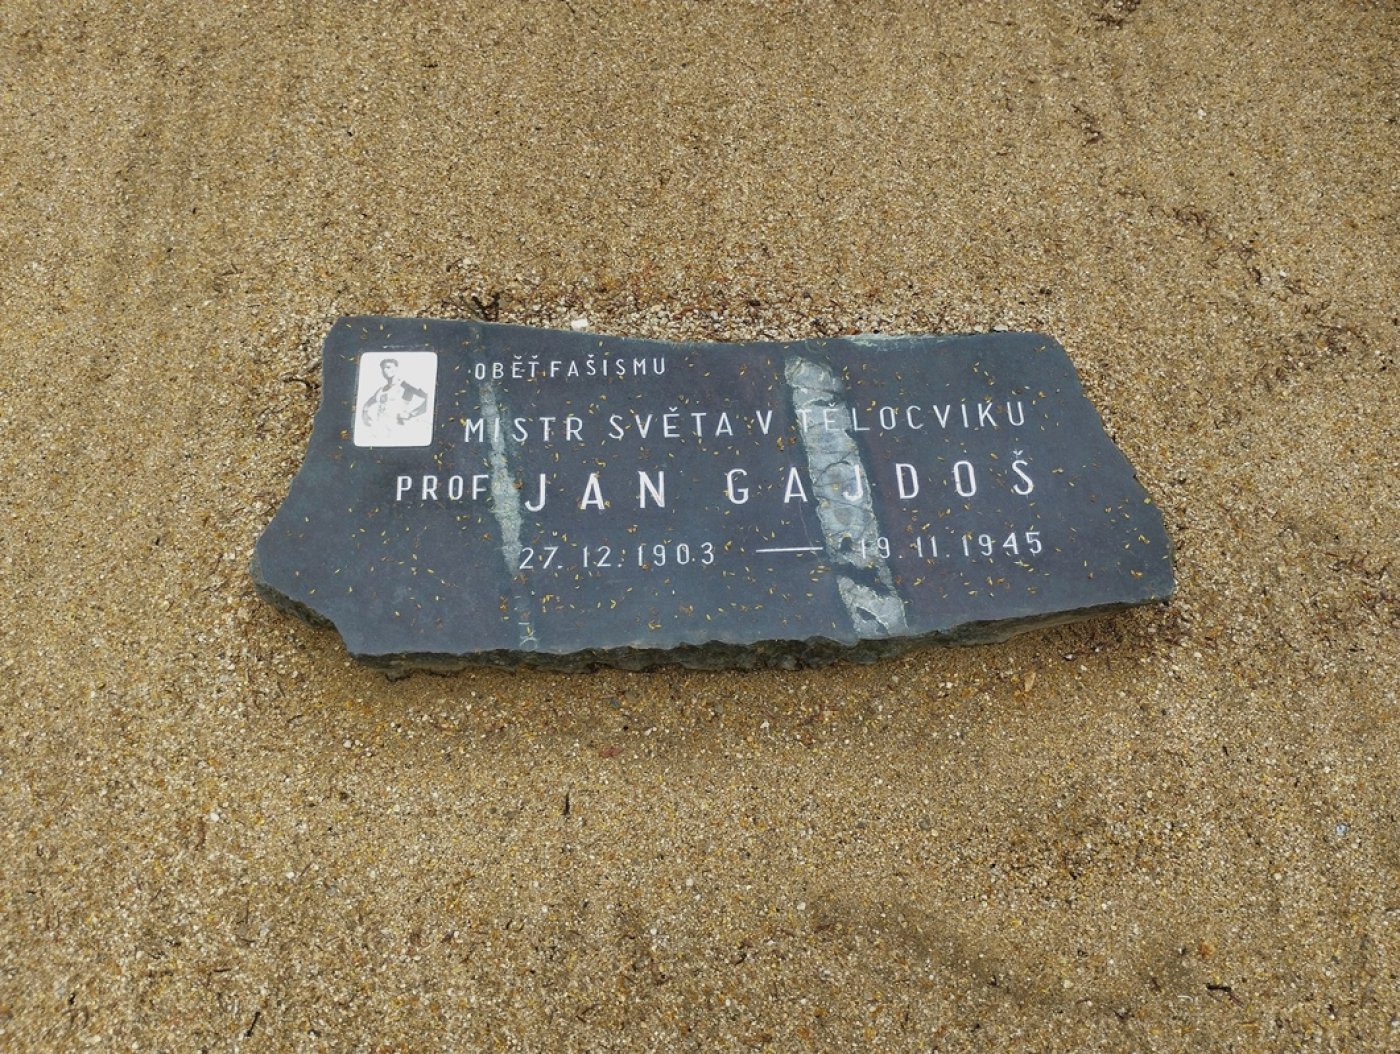 OBĚŤ FAŠISMU
MISTR SVĚTA V TĚLOCVIKU
PROF. JAN GAJDOŠ
27. 12. 1903 — 19. 11. 1945